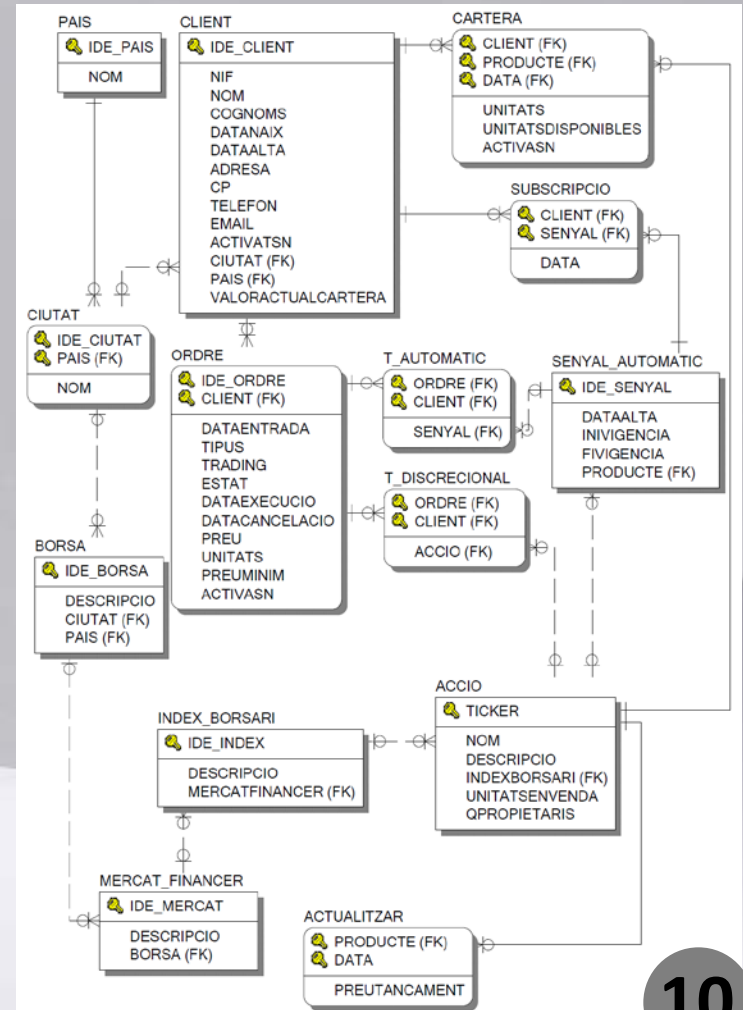 PAIS
IDE_PAIS
NOM
CLIENT
IDE_CLIENT
NIF
NOM
COGNOMS
DATANAIX
DATAALTA
ADRESA
CP
TELEFON
EMAIL
ACTIVATSN
CIUTAT (FK)
PAIS (FK)
VALORACTUALCARTERA
CARTERA
CLIENT (FK)
PRODUCTE (FK)
DATA (FK)
UNITATS
UNITATSDISPONIBLES
ACTIVASN
SUBSCRIPCIO
CLIENT (FK)
SENYAL (FK)
DATA
CIUTAT
IDE_CIUTAT
PAIS (FK)
NOM
ORDRE
IDE_ORDRE
CLIENT (FK)
DATAENTRADA
TIPUS
TRADING
ESTAT
DATAEXECUCIO
DATACANCELACIO
PREU
UNITATS
PREUMINIM
ACTIVASN
T_AUTOMATIC
ORDRE (FK)
CLIENT (FK)
SENYAL (FK)
SENYAL_AUTOMATIC
IDE_SENYAL
DATAALTA
INIVIGENCIA
FIVIGENCIA
PRODUCTE (FK)
T_DISCRECIONAL
ORDRE (FK)
CLIENT (FK)
ACCIO (FK)
BORSA
IDE_BORSA
DESCRIPCIO
CIUTAT (FK)
PAIS (FK)
INDEX_BORSARI
IDE_INDEX
DESCRIPCIO
MERCATFINANCER (FK)
ACCIO
TICKER
NOM
DESCRIPCIO
INDEXBORSARI (FK)
UNITATSENVENDA
QPROPIETARIS
MERCAT_FINANCER
IDE_MERCAT
DESCRIPCIO
BORSA (FK)
ACTUALITZAR
PRODUCTE (FK)
DATA
PREUTANCAMENT
10